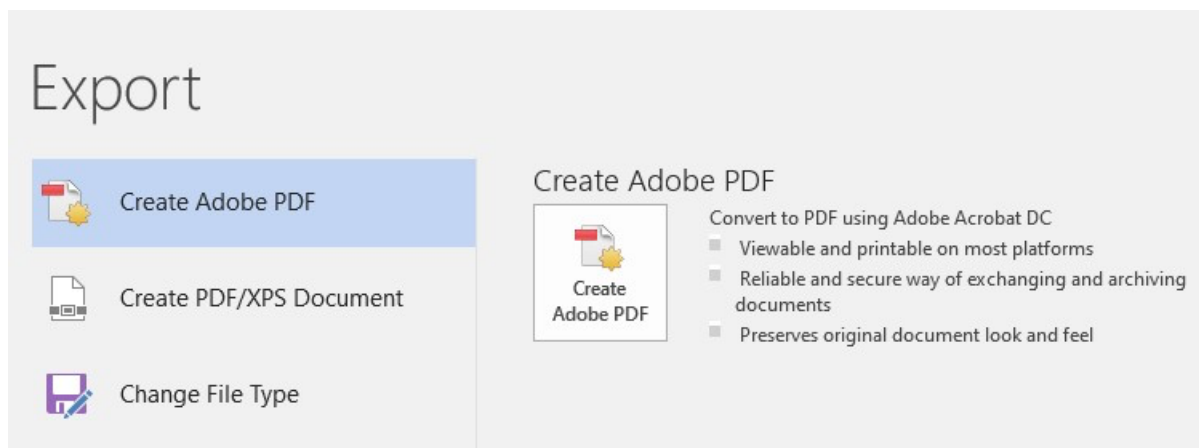 Export
Create Adobe PDF
Create PDF/XPS Document
Change File Type
Create Adobe PDF
Create
Adobe PDF
Convert to PDF using Adobe Acrobat DC
Viewable and printable on most platforms
Reliable and secure way of exchanging and archiving
documents
Preserves original document look and feel